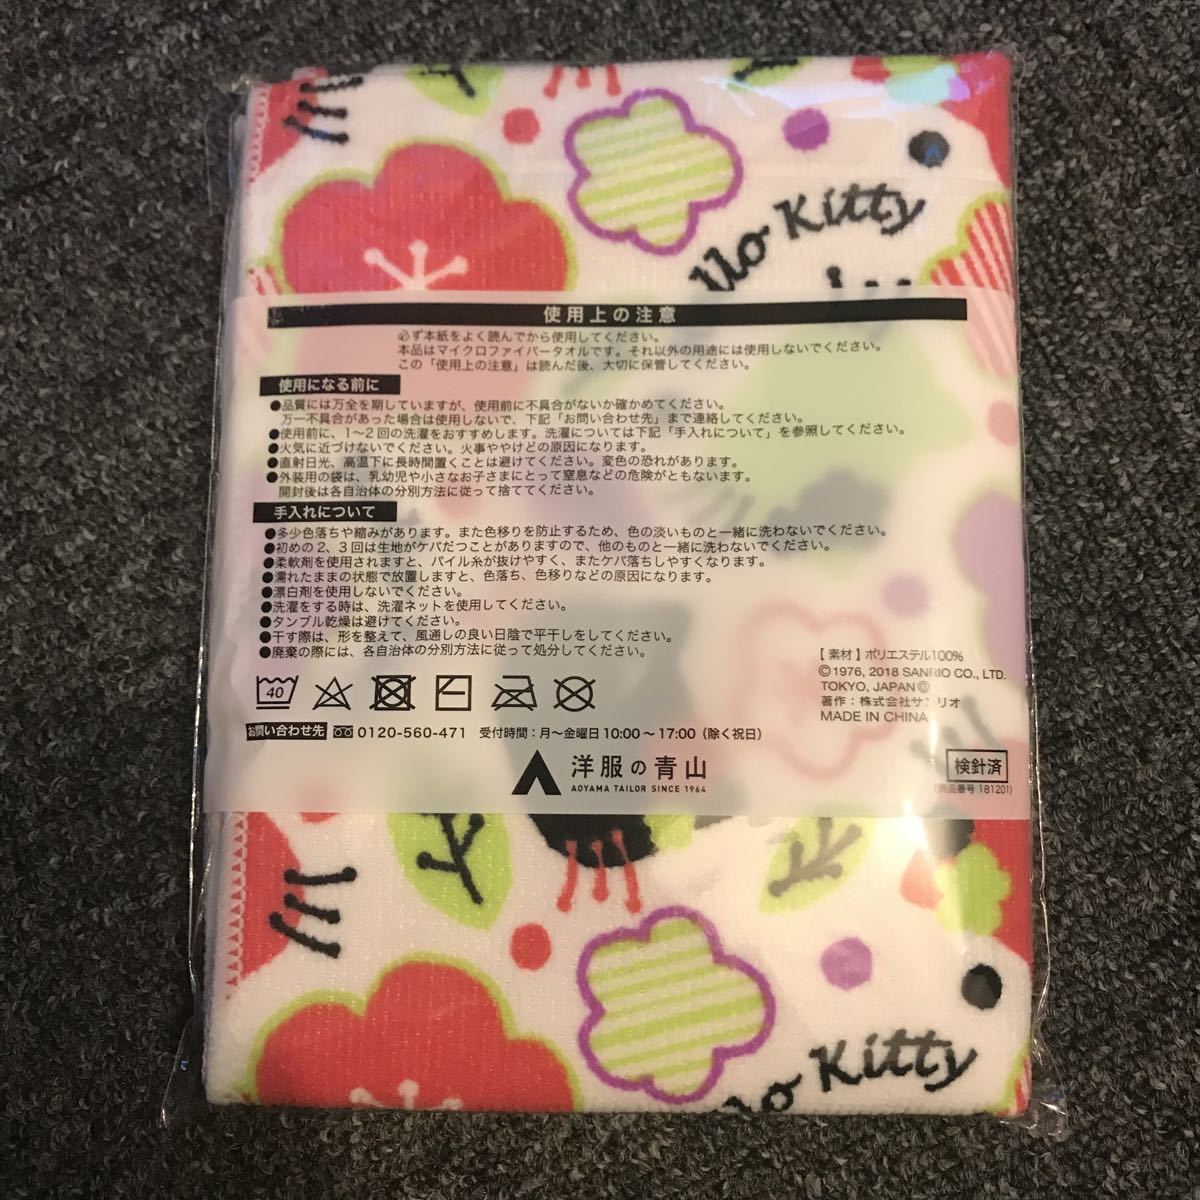 llo Kitty
使用上の注意
必ず本紙をよく読んでから使用してください。
本品はマイクロファイバータオルです。それ以外の用途には使用しないでください。
この「使用上の注意」は読んだ後、大切に保管してください。
使用になる前に
●品質には万全を期していますが、使用前に不具合がないか確かめてください。
万一不具合があった場合は使用しないで、下記「お問い合わせ先」まで連絡してください。
●使用前に、1〜2回の洗濯をおすすめします。洗濯については下記「手入れについて」を参照してください。
●火気に近づけないでください。火事ややけどの原因になります。
●直射日光、高温下に長時間置くことは避けてください。変色の恐れがあります。
●外装用の袋は、乳幼児や小さなお子さまにとって窒息などの危険がともないます。
開封後は各自治体の分別方法に従って捨ててください。
手入れについて
●多少色落ちや縮みがあります。また色移りを防止するため、色の淡いものと一緒に洗わないでください。
●初めの2、3回は生地がケバだつことがありますので、他のものと一緒に洗わないでください。
●柔軟剤を使用されますと、パイル糸が抜けやすく、またケバ落ちしやすくなります。
●濡れたままの状態で放置しますと、色落ち、色移りなどの原因になります。
●漂白剤を使用しないでください。
●洗濯をする時は、洗濯ネットを使用してください。
●タンブル乾燥は避けてください。
●干す際は、形を整えて、風通しの良い日陰で平干しをしてください。
●廃棄の際には、各自治体の分別方法に従って処分してください。
【素材】ポリエステル100%
©1976, 2018 SANRIO CO., LTD.
TOKYO, JAPAN Ⓛ
著作：株式会社サンリオ
MADE IN CHINA
40
お問い合わせ先 0120-560-471 受付時間：月〜金曜日 10:00〜17:00（除く祝日）
洋服の青山
AOYAMA TAILOR SINCE 1964
検針済
(商品番号 181201)
llo Kitty